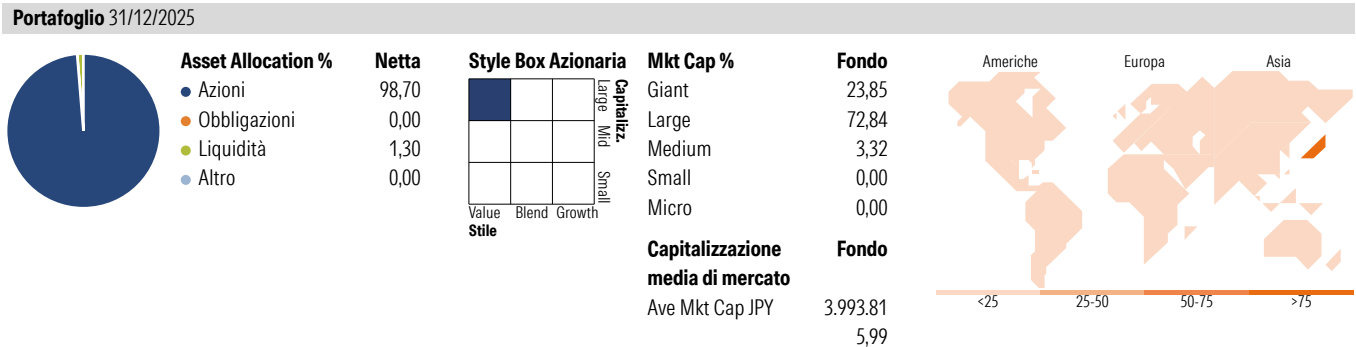 Portafoglio 31/12/2025
Asset Allocation % Netta
Azioni 98,70
Obbligazioni 0,00
Liquidità 1,30
Altro 0,00
Style Box Azionaria
Capitalizz.
Large Mid Small
Value Blend Growth
Stile
Mkt Cap % Fondo
Giant 23,85
Large 72,84
Medium 3,32
Small 0,00
Micro 0,00
Capitalizzazione Fondo
media di mercato
Ave Mkt Cap JPY 3.993.81
5,99
Americhe Europa Asia
<25 25-50 50-75 >75